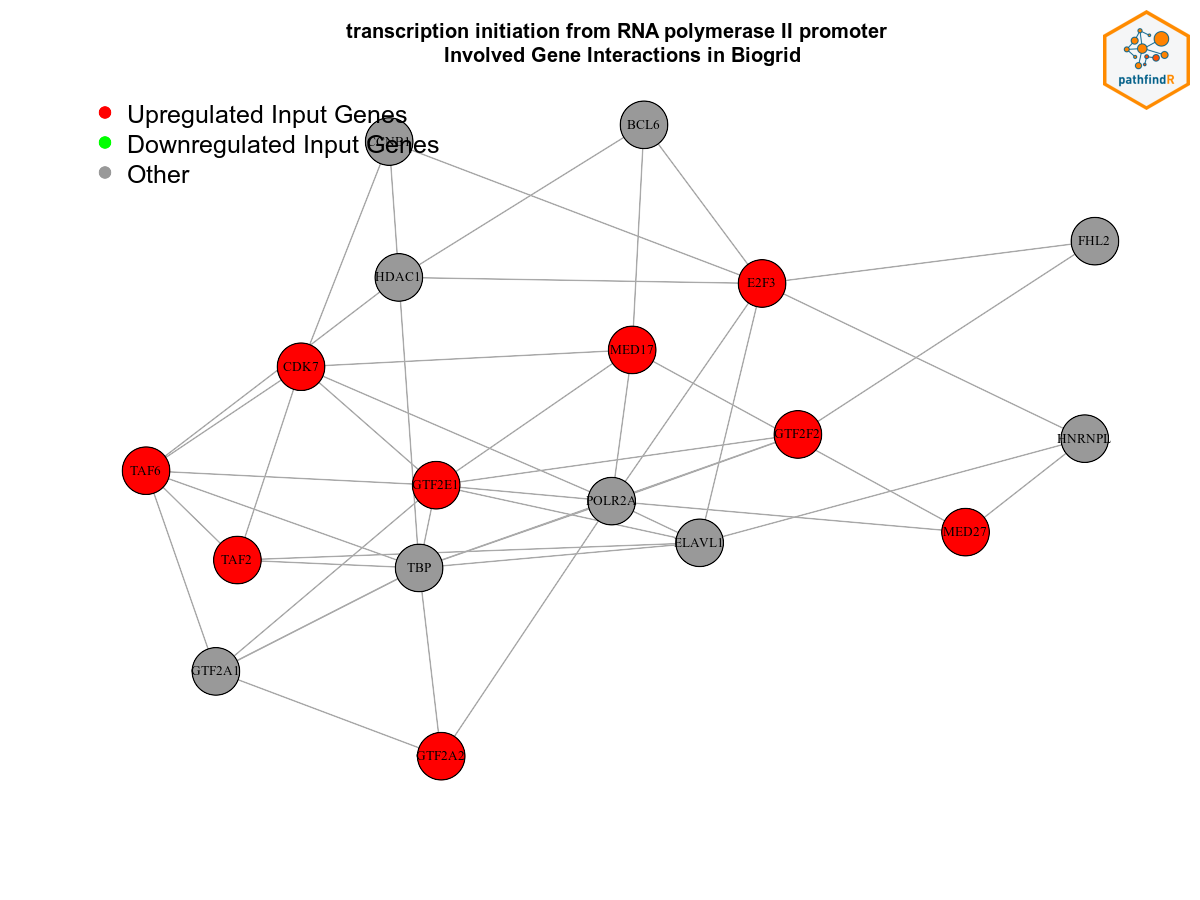 transcription initiation from RNA polymerase II promoter
Involved Gene Interactions in Biogrid
pathfindR
Upregulated Input Genes
Downregulated Input Genes
Other
BCL6
FHL2
HDAC1
E2F3
MED17
CDK7
GTF2F2
HNRNPL
TAF6
GTF2E1
POLR2A
MED27
ELAVL1
TAF2
TBP
GTF2A1
GTF2A2